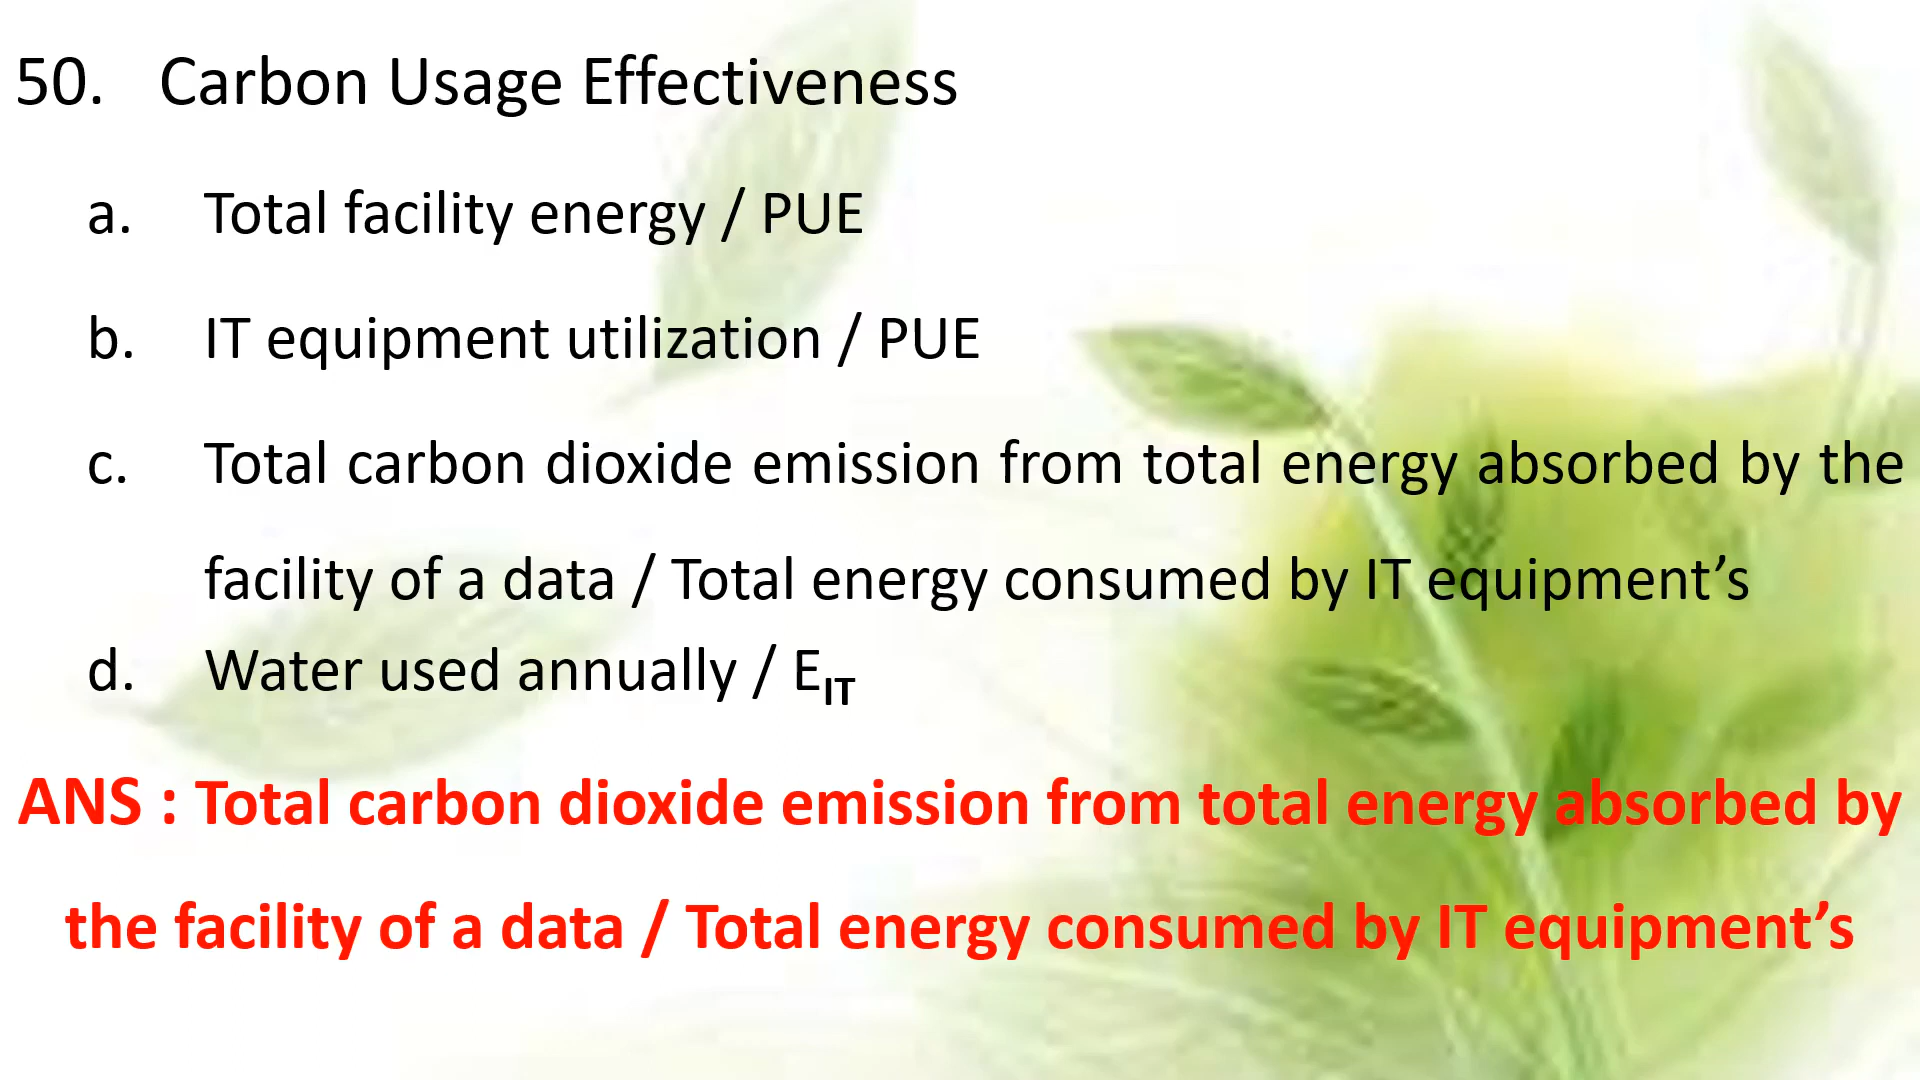 50. Carbon Usage Effectiveness
a. Total facility energy / PUE
b. IT equipment utilization / PUE
c. Total carbon dioxide emission from total energy absorbed by the
facility of a data / Total energy consumed by IT equipment’s
d. Water used annually / EIT
ANS : Total carbon dioxide emission from total energy absorbed by
the facility of a data / Total energy consumed by IT equipment’s